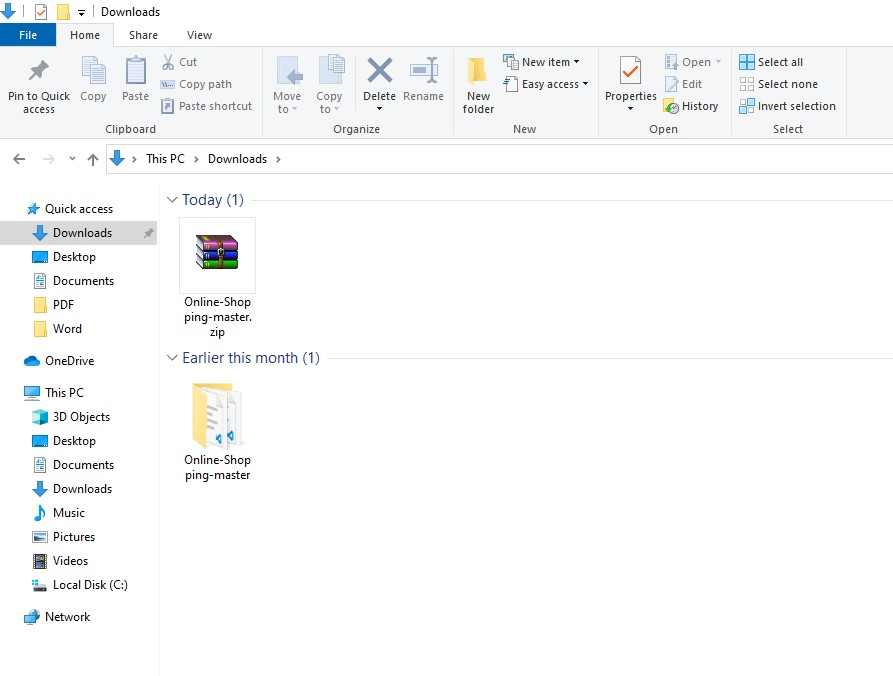 Downloads
File Home Share View
Pin to Quick access
Copy
Paste
Cut
Copy path
Paste shortcut
Clipboard
Move to
Copy to
Delete
Rename
Organize
New folder
New item
Easy access
New
Properties
Open
Edit
History
Open
Select all
Select none
Invert selection
Select
This PC > Downloads >
Quick access
Downloads
Desktop
Documents
PDF
Word
OneDrive
This PC
3D Objects
Desktop
Documents
Downloads
Music
Pictures
Videos
Local Disk (C:)
Network
Today (1)
Online-Shop
ping-master.
zip
Earlier this month (1)
Online-Shop
ping-master